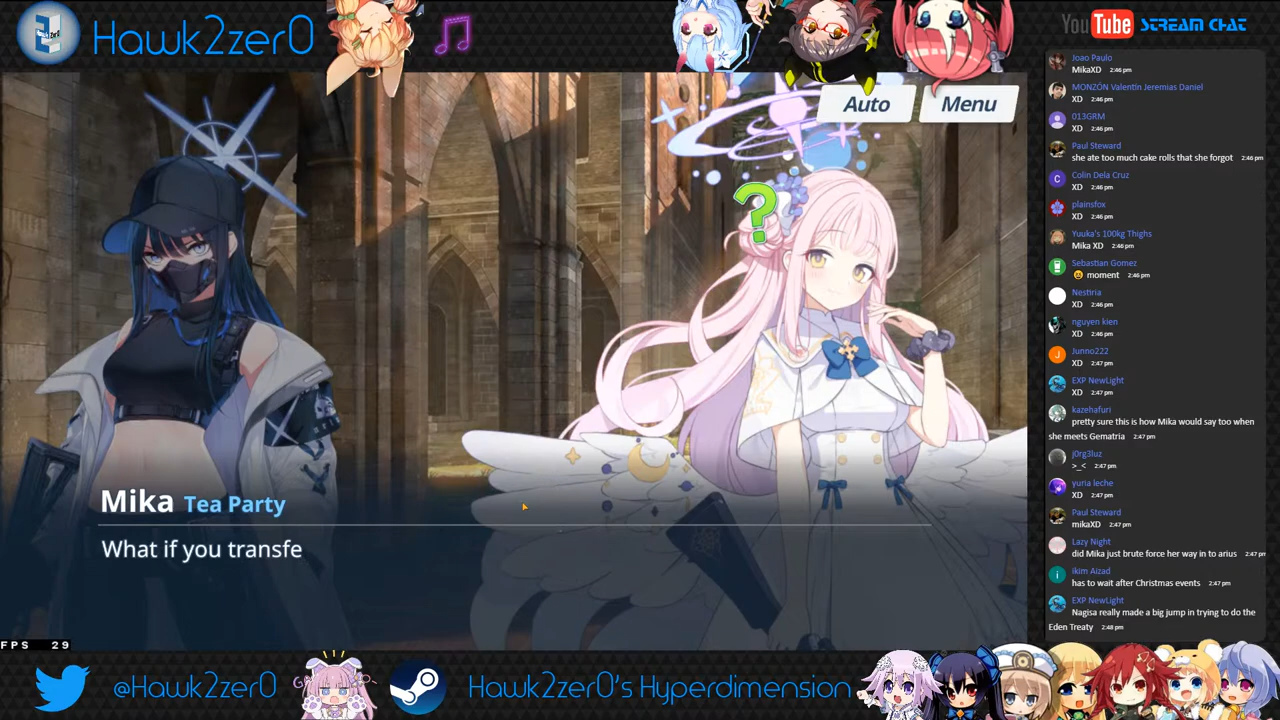 Hawk2zer0
You Tube STREAM CHAT
Auto
Menu
?
Mika Tea Party
What if you transfe
FPS 29
@Hawk2zer0
Hawk2zer0's Hyperdimension
Joao Paulo
MikaXD 2:46 pm
MONZÓN Valentín Jeremias Daniel
XD 2:46 pm
013GRM
XD 2:46 pm
Paul Steward
she ate too much cake rolls that she forgot 2:46 pm
Colin Dela Cruz
XD 2:46 pm
plainsfox
XD 2:46 pm
Yuuka's 100kg Thighs
Mika XD 2:46 pm
Sebastian Gomez
moment 2:46 pm
Nestiria
XD 2:46 pm
nguyen kien
XD 2:46 pm
Junno222
XD 2:47 pm
EXP NewLight
XD 2:47 pm
kazehafuri
pretty sure this is how Mika would say too when
she meets Gematria 2:47 pm
j0rg3luz
>_< 2:47 pm
yuria leche
XD 2:47 pm
Paul Steward
mikaXD 2:47 pm
Lazy Night
did Mika just brute force her way in to arius 2:47 pm
ikim Aizad
has to wait after Christmas events 2:47 pm
EXP NewLight
Nagisa really made a big jump in trying to do the
Eden Treaty 2:48 pm